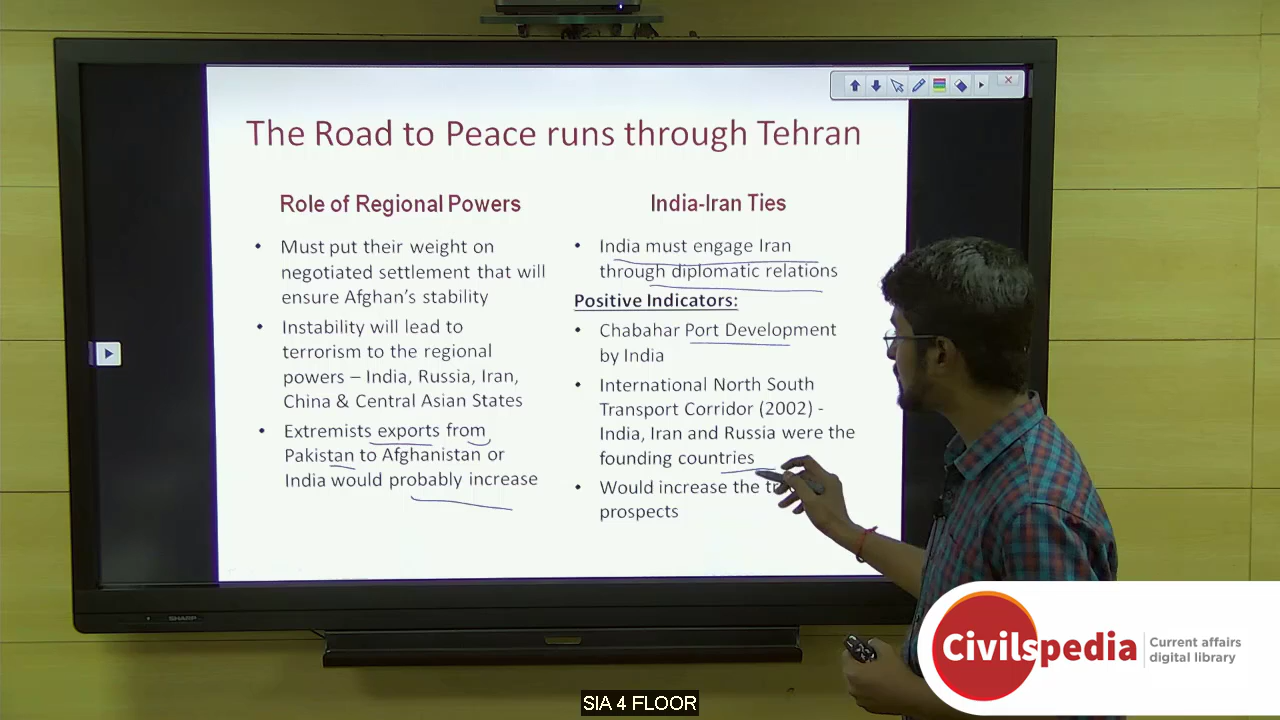 The Road to Peace runs through Tehran
Role of Regional Powers
• Must put their weight on
negotiated settlement that will
ensure Afghan's stability
• Instability will lead to
terrorism to the regional
powers – India, Russia, Iran,
China & Central Asian States
• Extremists exports from
Pakistan to Afghanistan or
India would probably increase
India-Iran Ties
• India must engage Iran
through diplomatic relations
Positive Indicators:
• Chabahar Port Development
by India
• International North South
Transport Corridor (2002) -
India, Iran and Russia were the
founding countries
• Would increase the
prospects
SHARP
Civilspedia
Current affairs
digital library
SIA 4 FLOOR